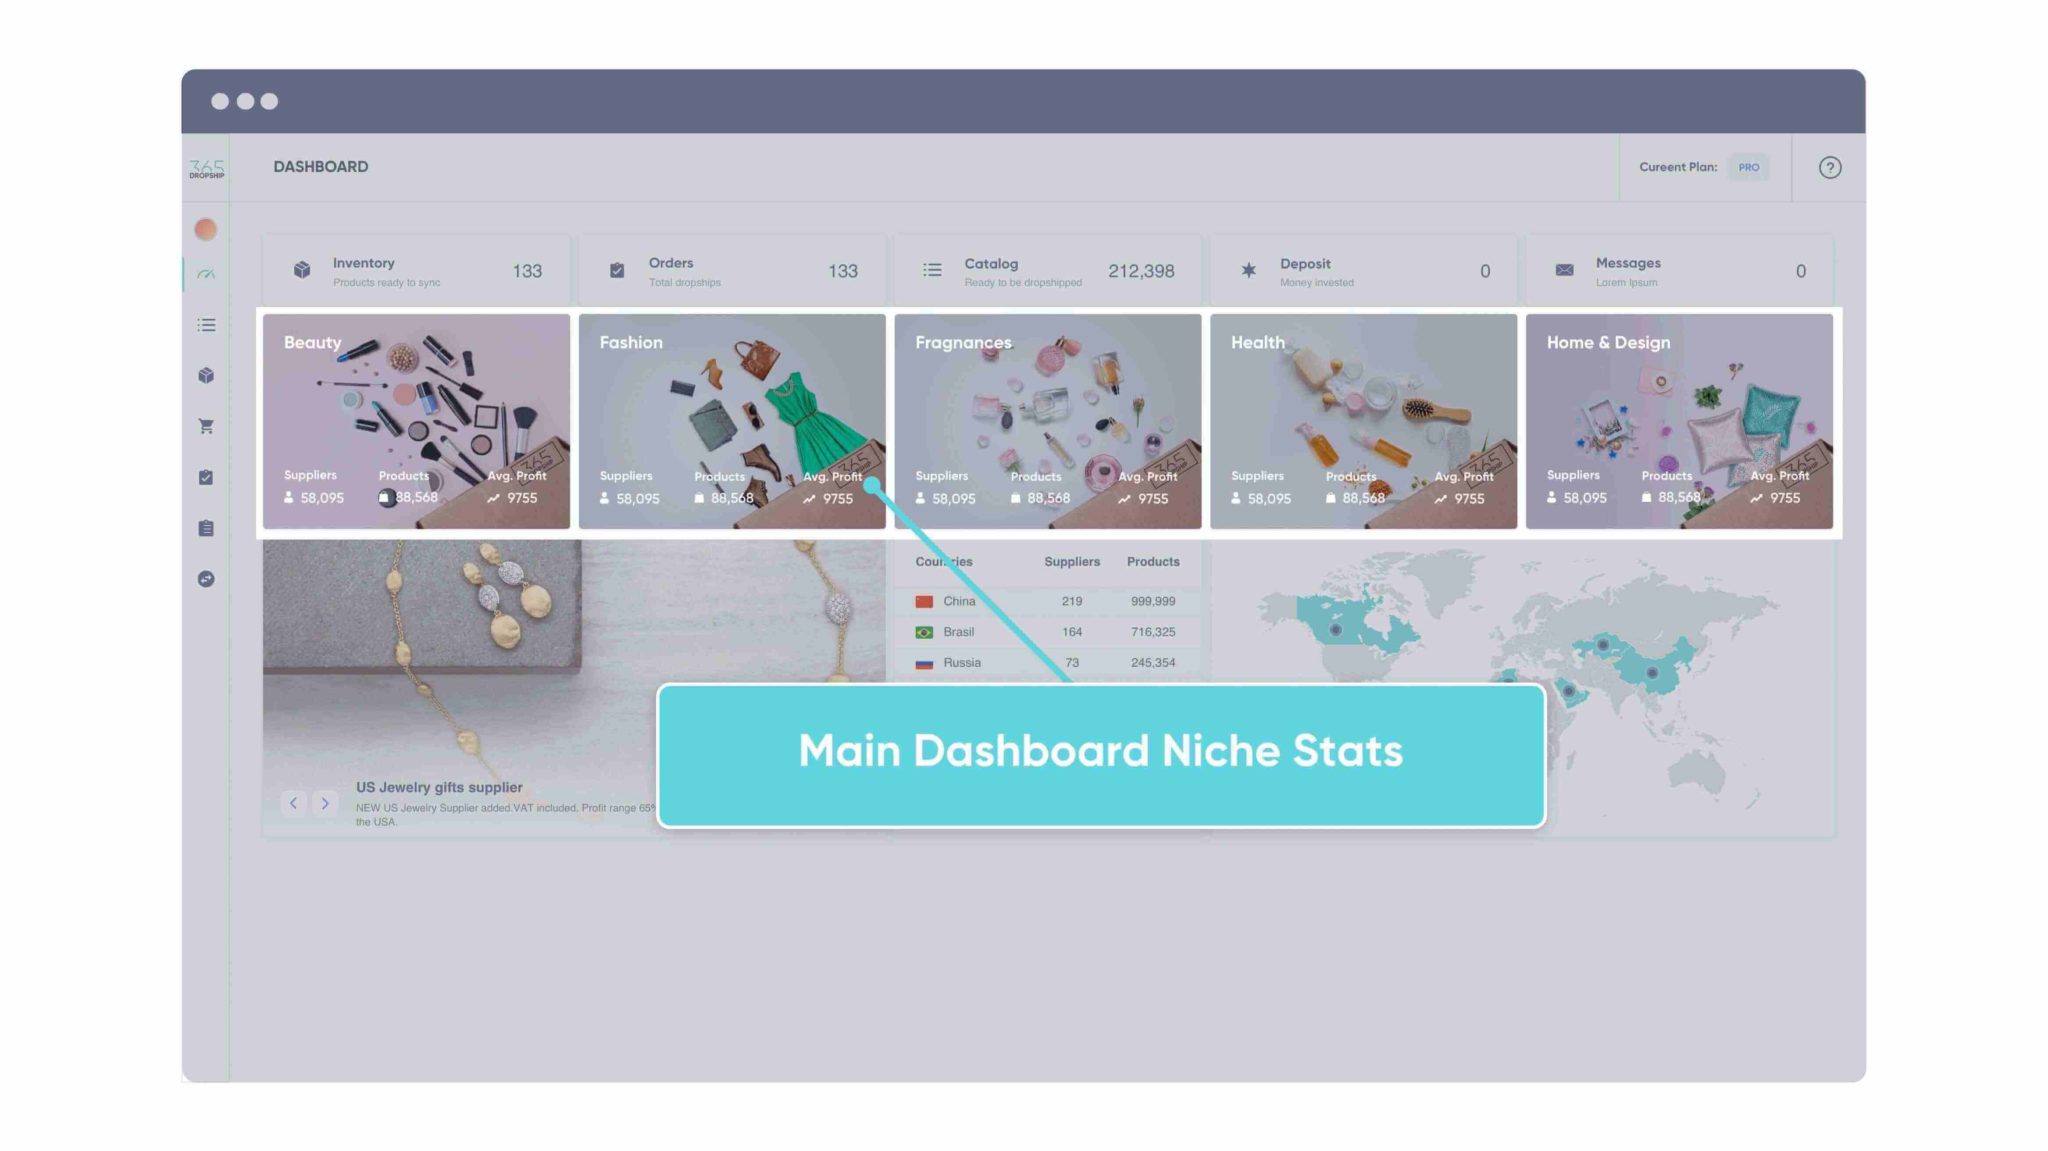 365
DROPSHIP
DASHBOARD
Cureent Plan: PRO
?
Inventory
Products ready to sync
133
Orders
Total dropships
133
Catalog
Ready to be dropshipped
212,398
Deposit
Money invested
0
Messages
Lorem Ipsum
0
Beauty
Suppliers Products Avg. Profit
58,095 88,568 9755
Fashion
Suppliers Products Avg. Profit
58,095 88,568 9755
Fragnances
Suppliers Products Avg. Profit
58,095 88,568 9755
Health
Suppliers Products Avg. Profit
58,095 88,568 9755
Home & Design
Suppliers Products Avg. Profit
58,095 88,568 9755
US Jewelry gifts supplier
NEW US Jewelry Supplier added.VAT included. Profit range 65%
the USA.
Countries Suppliers Products
China 219 999,999
Brasil 164 716,325
Russia 73 245,354
Main Dashboard Niche Stats